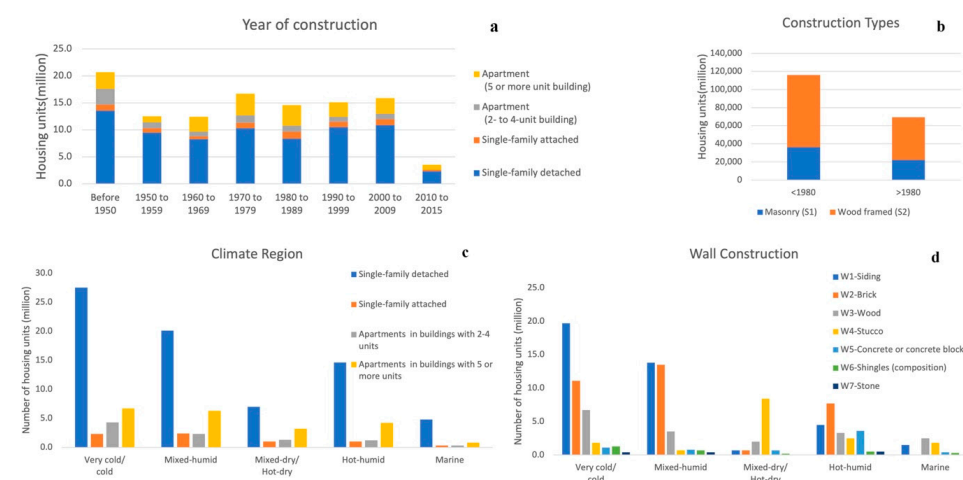 Year of construction
a
Housing units(million)
25.0
20.0
15.0
10.0
5.0
0.0
Before
1950
1950 to
1959
1960 to
1969
1970 to
1979
1980 to
1989
1990 to
1999
2000 to
2009
2010 to
2015
Apartment
(5 or more unit building)
Apartment
(2- to 4-unit building)
Single-family attached
Single-family detached
Construction Types
b
Housing units(million)
140,000
120,000
100,000
80,000
60,000
40,000
20,000
0
<1980
>1980
Masonry (S1)
Wood framed (S2)
Climate Region
c
Number of housing units (million)
30.0
25.0
20.0
15.0
10.0
5.0
0.0
Very cold/
cold
Mixed-humid
Mixed-dry/
Hot-dry
Hot-humid
Marine
Single-family detached
Single-family attached
Apartments in buildings with 2-4
units
Apartments in buildings with 5 or
more units
Wall Construction
d
Number of housing units (million)
25.0
20.0
15.0
10.0
5.0
0.0
Very cold/
cold
Mixed-humid
Mixed-dry/
Hot-dry
Hot-humid
Marine
W1-Siding
W2-Brick
W3-Wood
W4-Stucco
W5-Concrete or concrete block
W6-Shingles (composition)
W7-Stone